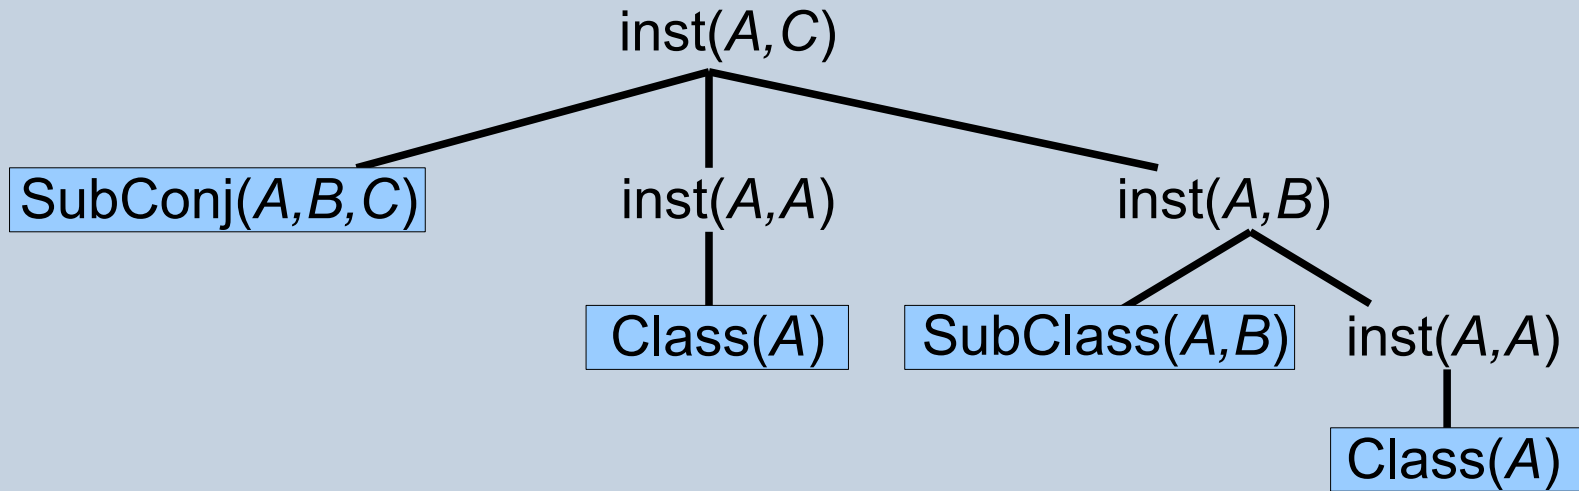 inst(A,C)
SubConj(A,B,C)
inst(A,A)
inst(A,B)
Class(A)
SubClass(A,B)
inst(A,A)
Class(A)